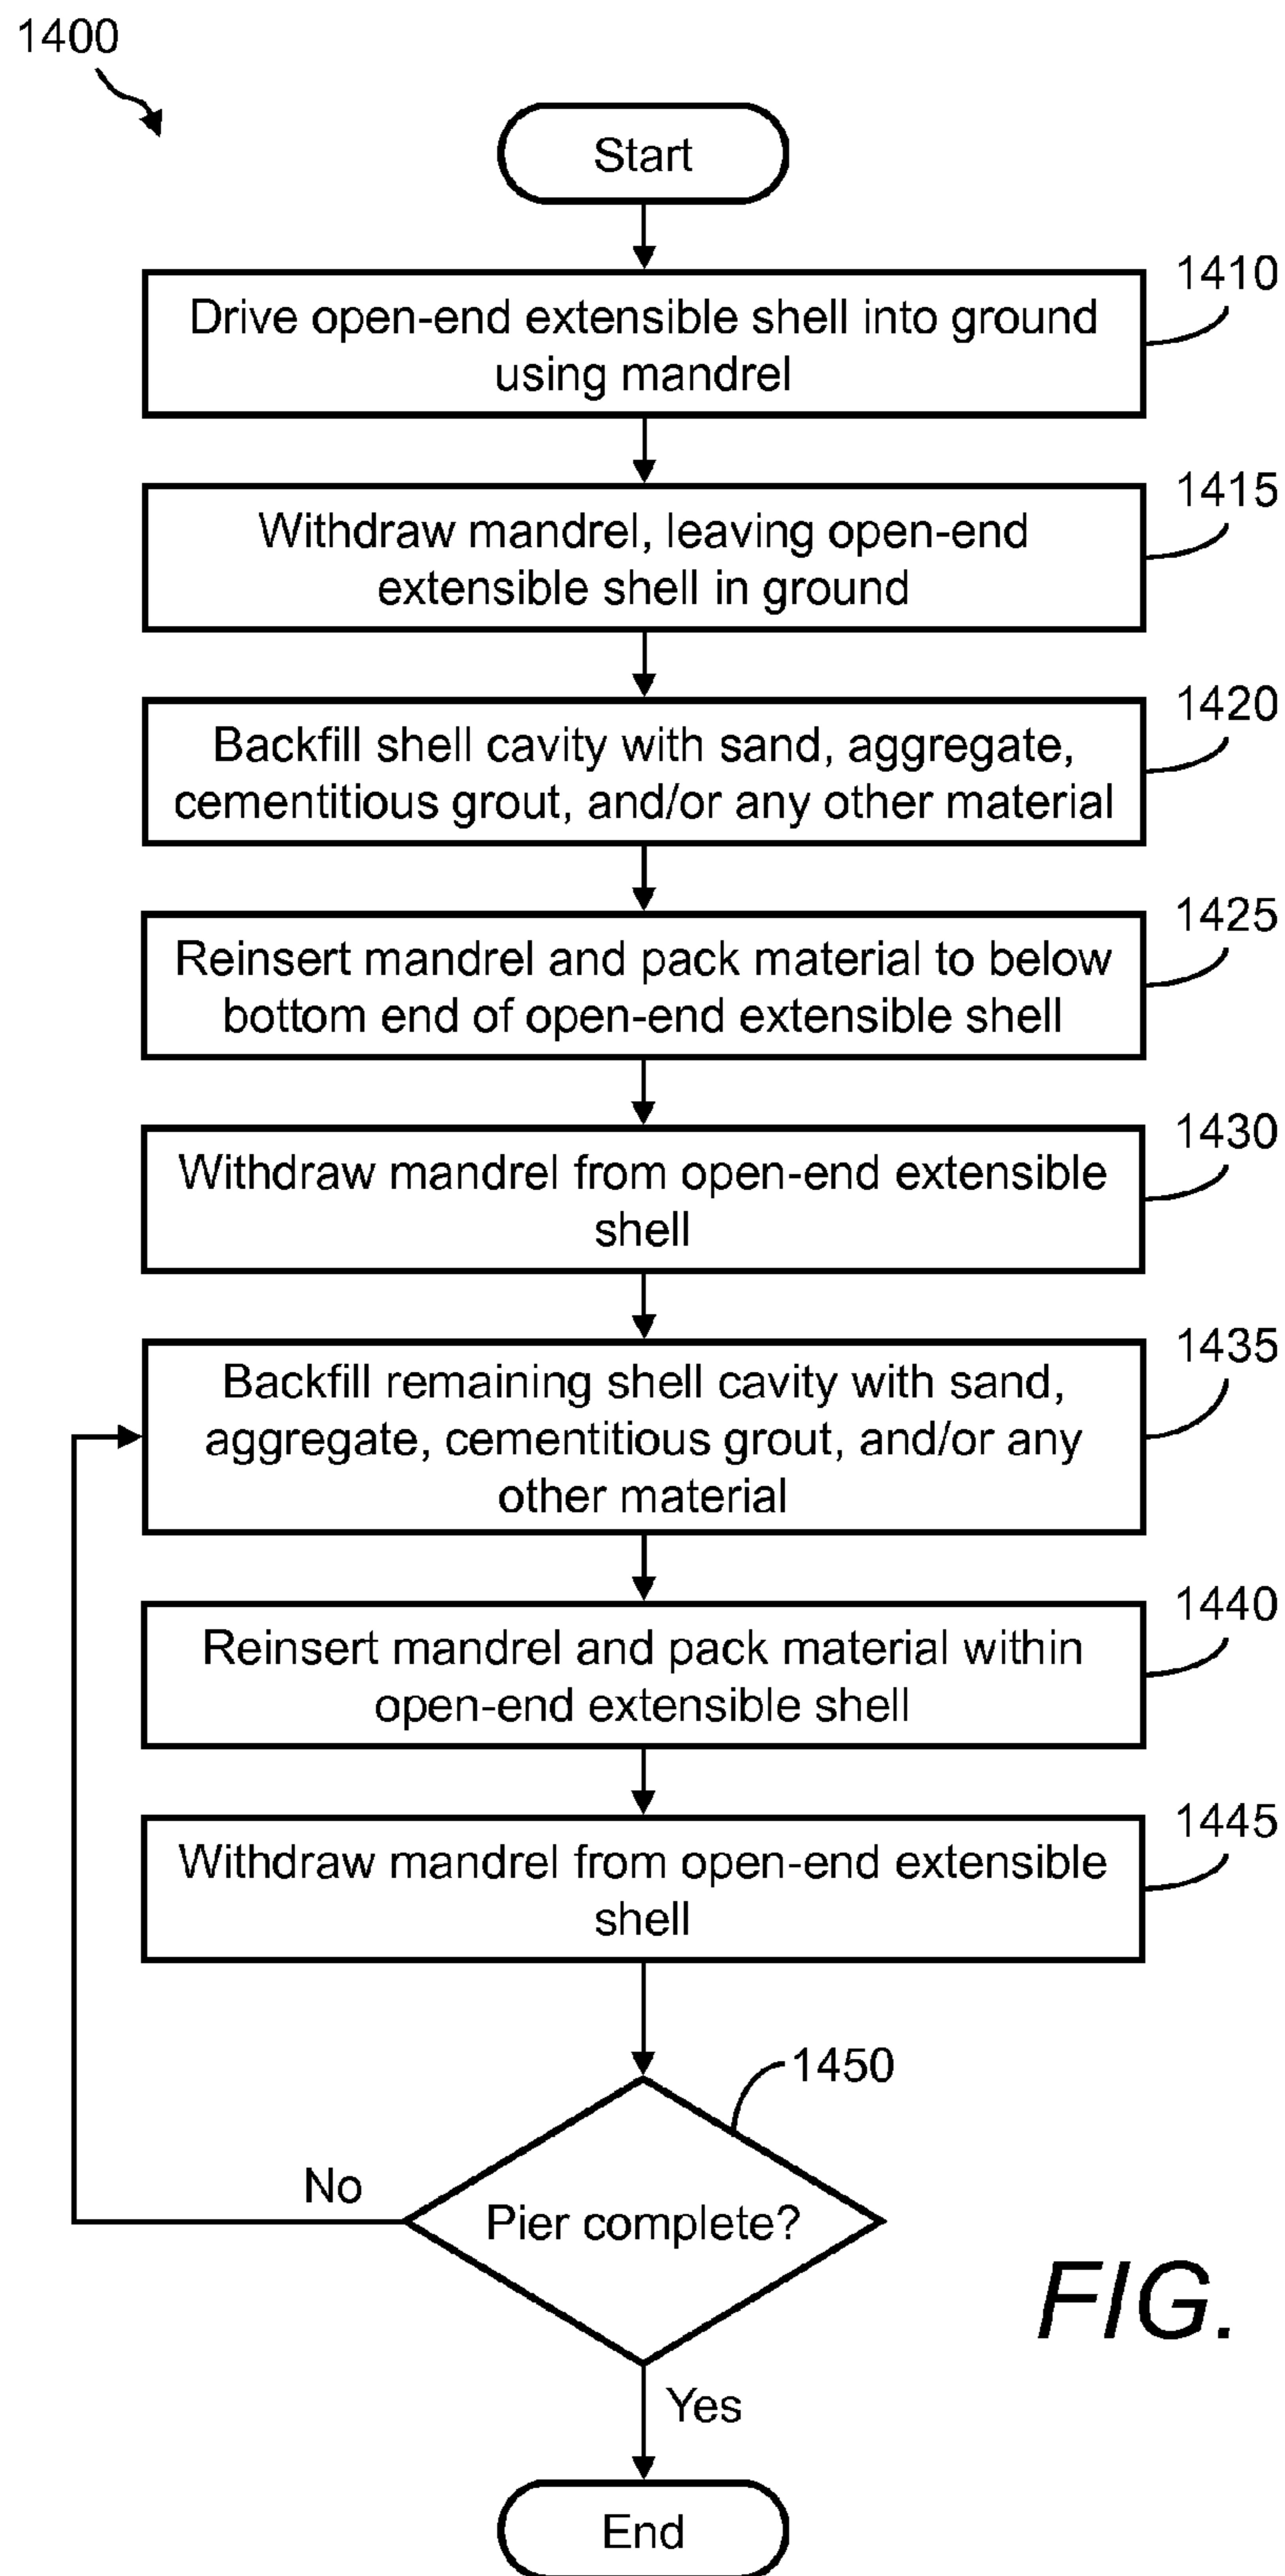 1400
Start
1410
Drive open-end extensible shell into ground
using mandrel
1415
Withdraw mandrel, leaving open-end
extensible shell in ground
1420
Backfill shell cavity with sand, aggregate,
cementitious grout, and/or any other material
1425
Reinsert mandrel and pack material to below
bottom end of open-end extensible shell
1430
Withdraw mandrel from open-end extensible
shell
1435
Backfill remaining shell cavity with sand,
aggregate, cementitious grout, and/or any
other material
1440
Reinsert mandrel and pack material within
open-end extensible shell
1445
Withdraw mandrel from open-end extensible
shell
1450
No
Pier complete?
FIG.
Yes
End